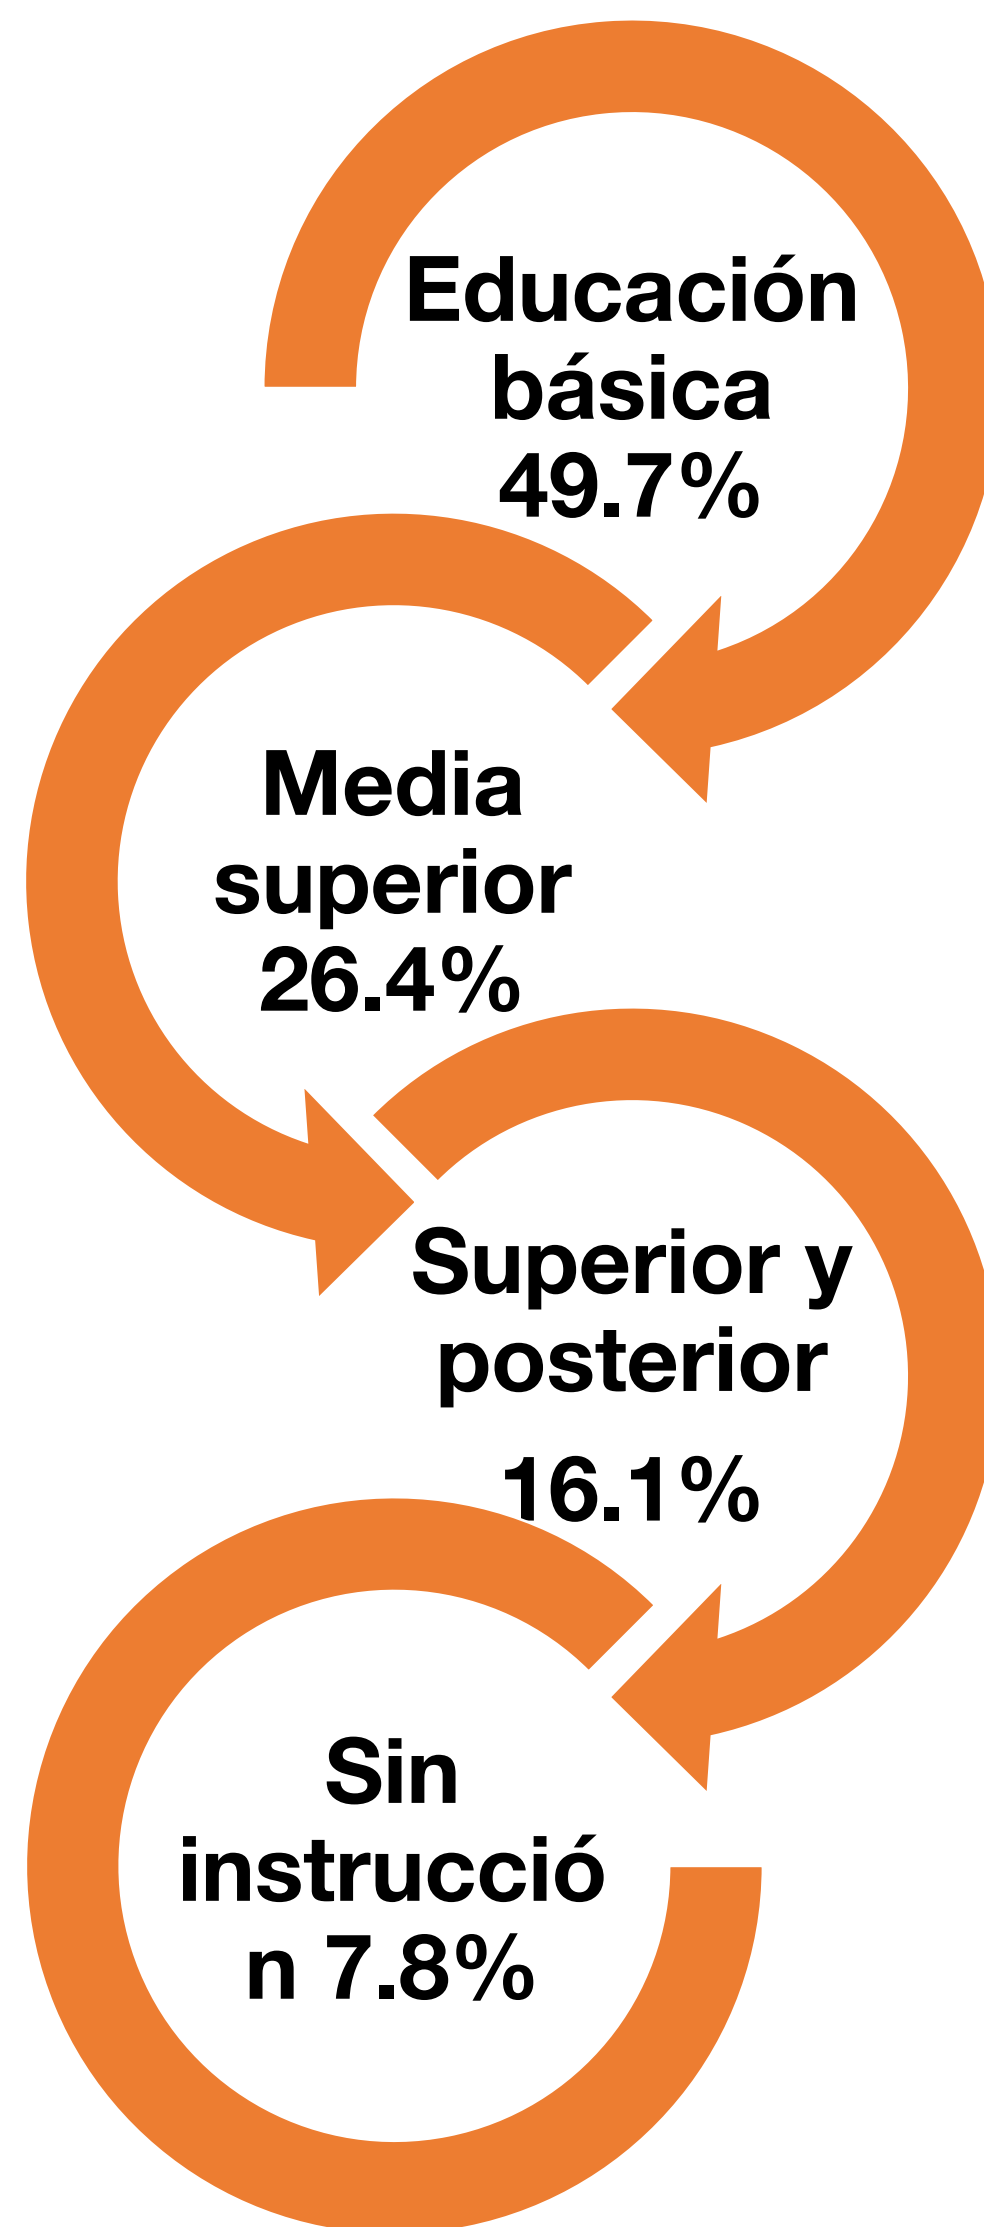 Educación
básica
49.7%
Media
superior
26.4%
Superior y
posterior
16.1%
Sin
instrucció
n 7.8%